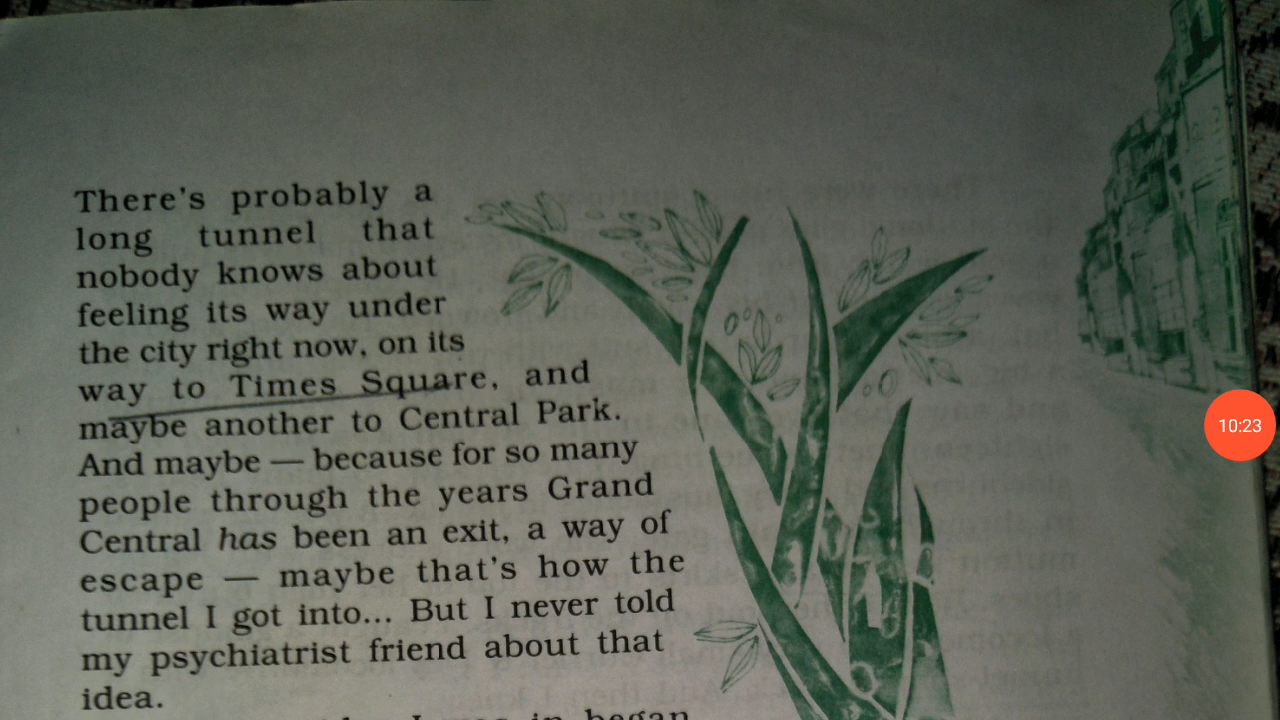 There's probably a
long tunnel that
nobody knows about
feeling its way under
the city right now, on its
way to Times Square, and
maybe another to Central Park.
And maybe — because for so many
people through the years Grand
Central has been an exit, a way of
escape — maybe that's how the
tunnel I got into... But I never told
my psychiatrist friend about that
idea.
I was in began
10:23